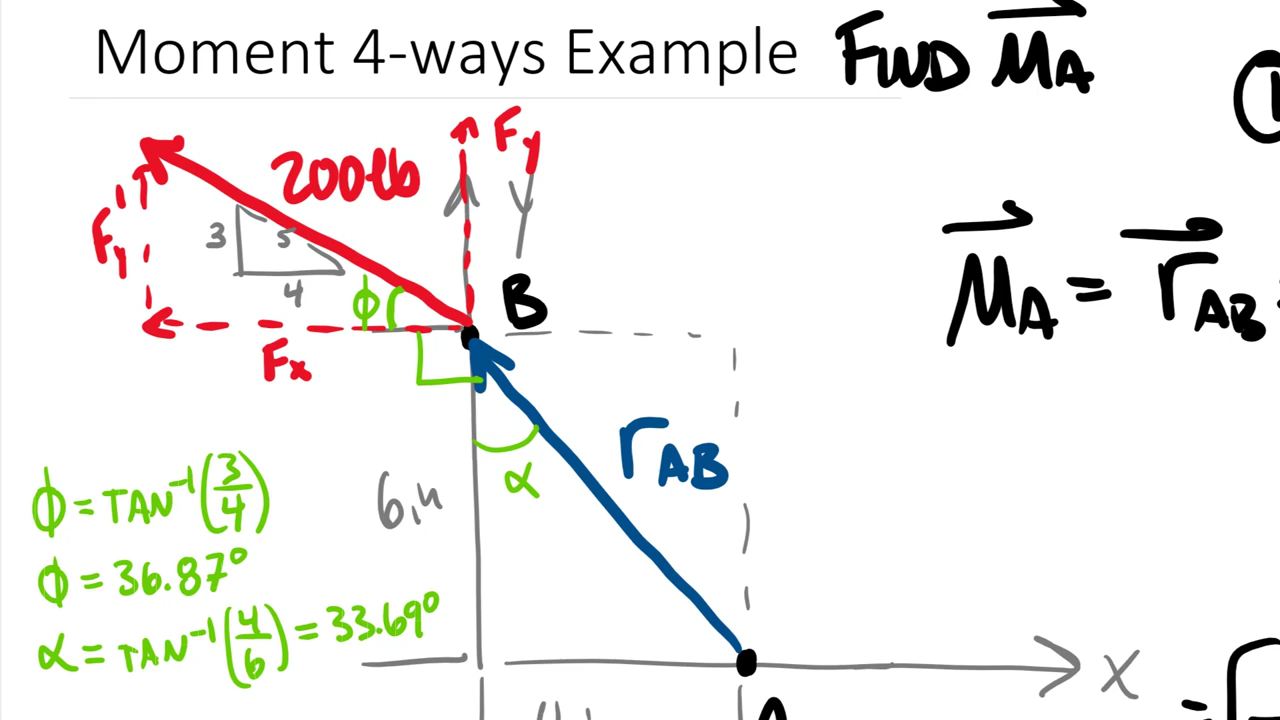 Moment 4-ways Example
FIND MA
1
Fy
200lb
y
Fy
3
5
4
ϕ
B
Fx
MA = rAB
rAB
α
6in
ϕ = TAN⁻¹(3/4)
ϕ = 36.87°
α = TAN⁻¹(4/6) = 33.69°
x
=